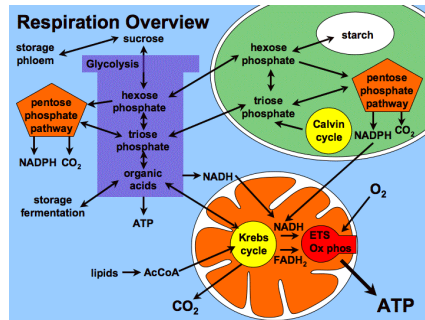 Respiration Overview
storage
phloem
sucrose
Glycolysis
hexose
phosphate
triose
phosphate
organic
acids
pentose
phosphate
pathway
NADPH CO2
storage
fermentation
ATP
NADH
lipids
AcCoA
CO2
Krebs
cycle
NADH
FADH2
ETS
Ox phos
O2
ATP
hexose
phosphate
starch
triose
phosphate
Calvin
cycle
pentose
phosphate
pathway
NADPH
CO2